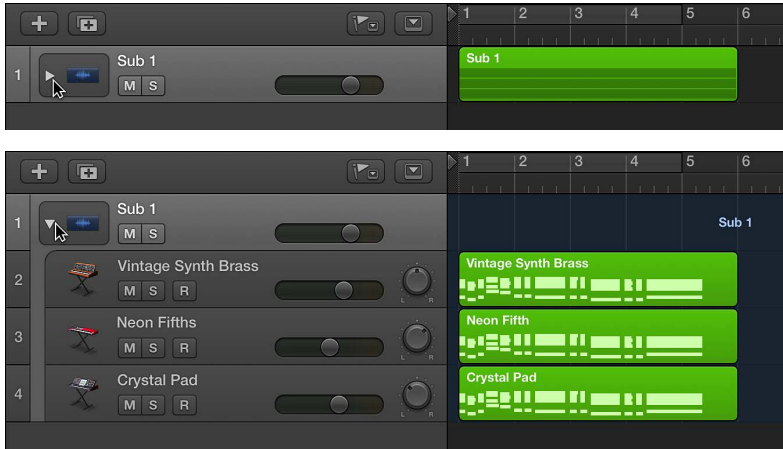 1 2 3 4 5 6
1 Sub 1 Sub 1
M S
1 2 3 4 5 6
1 Sub 1
M S Sub 1
2 Vintage Synth Brass Vintage Synth Brass
M S R L R
3 Neon Fifths Neon Fifth
M S R L R
4 Crystal Pad Crystal Pad
M S R L R